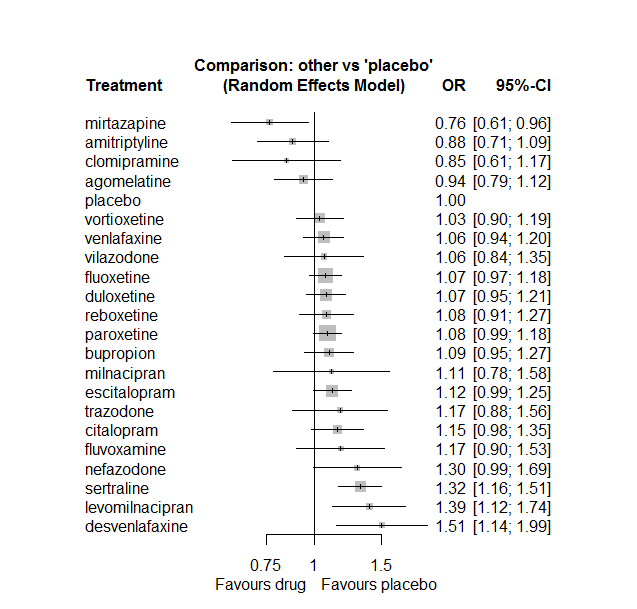 Comparison: other vs 'placebo'
Treatment (Random Effects Model) OR 95%-CI
mirtazapine 0.76 [0.61; 0.96]
amitriptyline 0.88 [0.71; 1.09]
clomipramine 0.85 [0.61; 1.17]
agomelatine 0.94 [0.79; 1.12]
placebo 1.00
vortioxetine 1.03 [0.90; 1.19]
venlafaxine 1.06 [0.94; 1.20]
vilazodone 1.06 [0.84; 1.35]
fluoxetine 1.07 [0.97; 1.18]
duloxetine 1.07 [0.95; 1.21]
reboxetine 1.08 [0.91; 1.27]
paroxetine 1.08 [0.99; 1.18]
bupropion 1.09 [0.95; 1.27]
milnacipran 1.11 [0.78; 1.58]
escitalopram 1.12 [0.99; 1.25]
trazodone 1.17 [0.88; 1.56]
citalopram 1.15 [0.98; 1.35]
fluvoxamine 1.17 [0.90; 1.53]
nefazodone 1.30 [0.99; 1.69]
sertraline 1.32 [1.16; 1.51]
levomilnacipran 1.39 [1.12; 1.74]
desvenlafaxine 1.51 [1.14; 1.99]
0.75 1 1.5
Favours drug Favours placebo